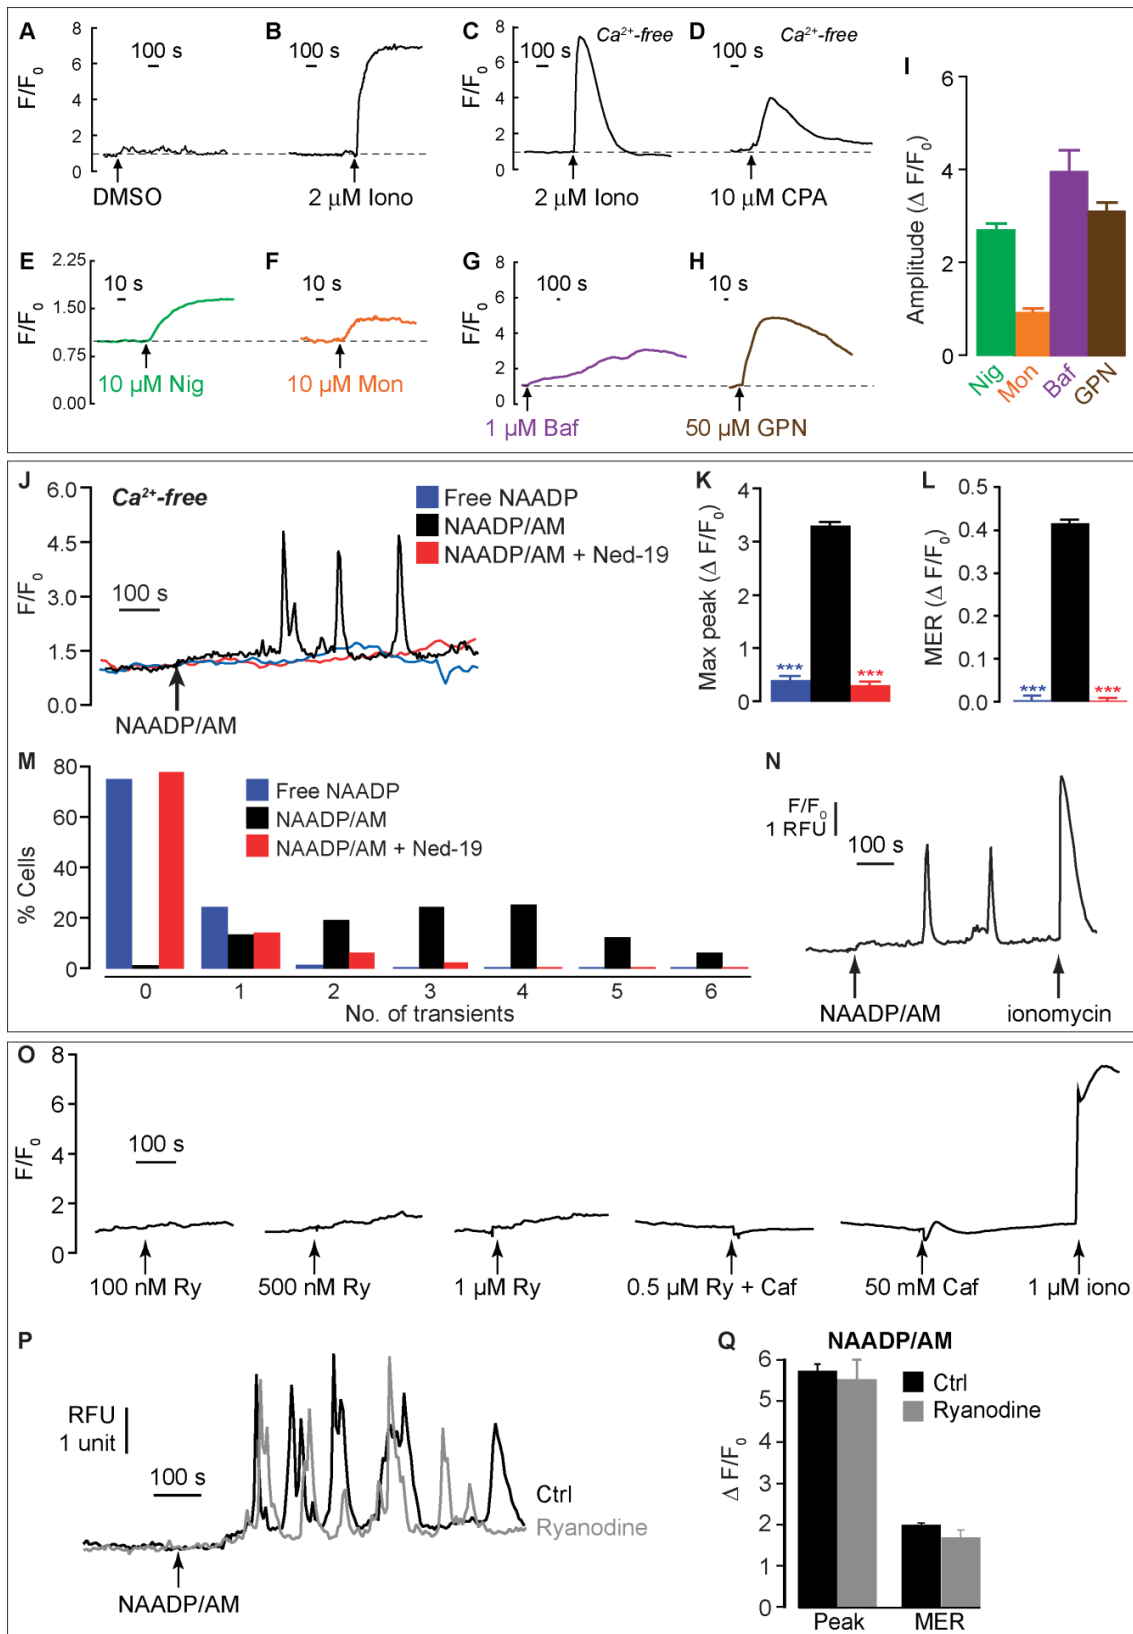 A
100 s
F/F0
8
6
4
2
0
DMSO
B
100 s
2 µM Iono
C
Ca2+-free
100 s
F/F0
8
6
4
2
0
2 µM Iono
D
Ca2+-free
100 s
10 µM CPA
E
10 s
F/F0
2.25
1.50
0.75
0.00
10 µM Nig
F
10 s
10 µM Mon
G
100 s
F/F0
8
6
4
2
0
1 µM Baf
H
10 s
50 µM GPN
I
Amplitude (Δ F/F0)
6
4
2
0
Nig
Mon
Baf
GPN
J
Ca2+-free
F/F0
6.0
4.5
3.0
1.5
0.0
100 s
Free NAADP
NAADP/AM
NAADP/AM + Ned-19
NAADP/AM
K
Max peak (Δ F/F0)
4
3
2
1
0
***
***
L
MER (Δ F/F0)
0.5
0.4
0.3
0.2
0.1
0.0
***
***
M
% Cells
80
60
40
20
0
Free NAADP
NAADP/AM
NAADP/AM + Ned-19
0 1 2 3 4 5 6
No. of transients
N
F/F0
1 RFU
100 s
NAADP/AM
ionomycin
O
F/F0
8
6
4
2
0
100 s
100 nM Ry
500 nM Ry
1 µM Ry
0.5 µM Ry + Caf
50 mM Caf
1 µM iono
P
RFU
1 unit
100 s
Ctrl
Ryanodine
NAADP/AM
Q
NAADP/AM
Δ F/F0
6
5
4
3
2
1
0
Ctrl
Ryanodine
Peak
MER